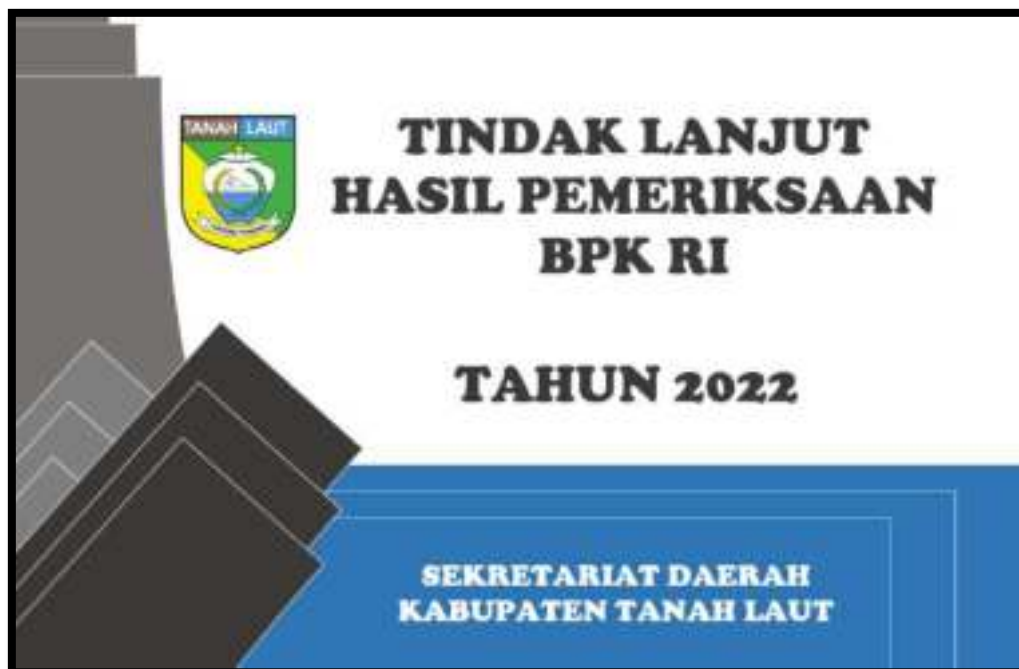 TANAH LAUT
TINDAK LANJUT
HASIL PEMERIKSAAN
BPK RI
TAHUN 2022
SEKRETARIAT DAERAH
KABUPATEN TANAH LAUT